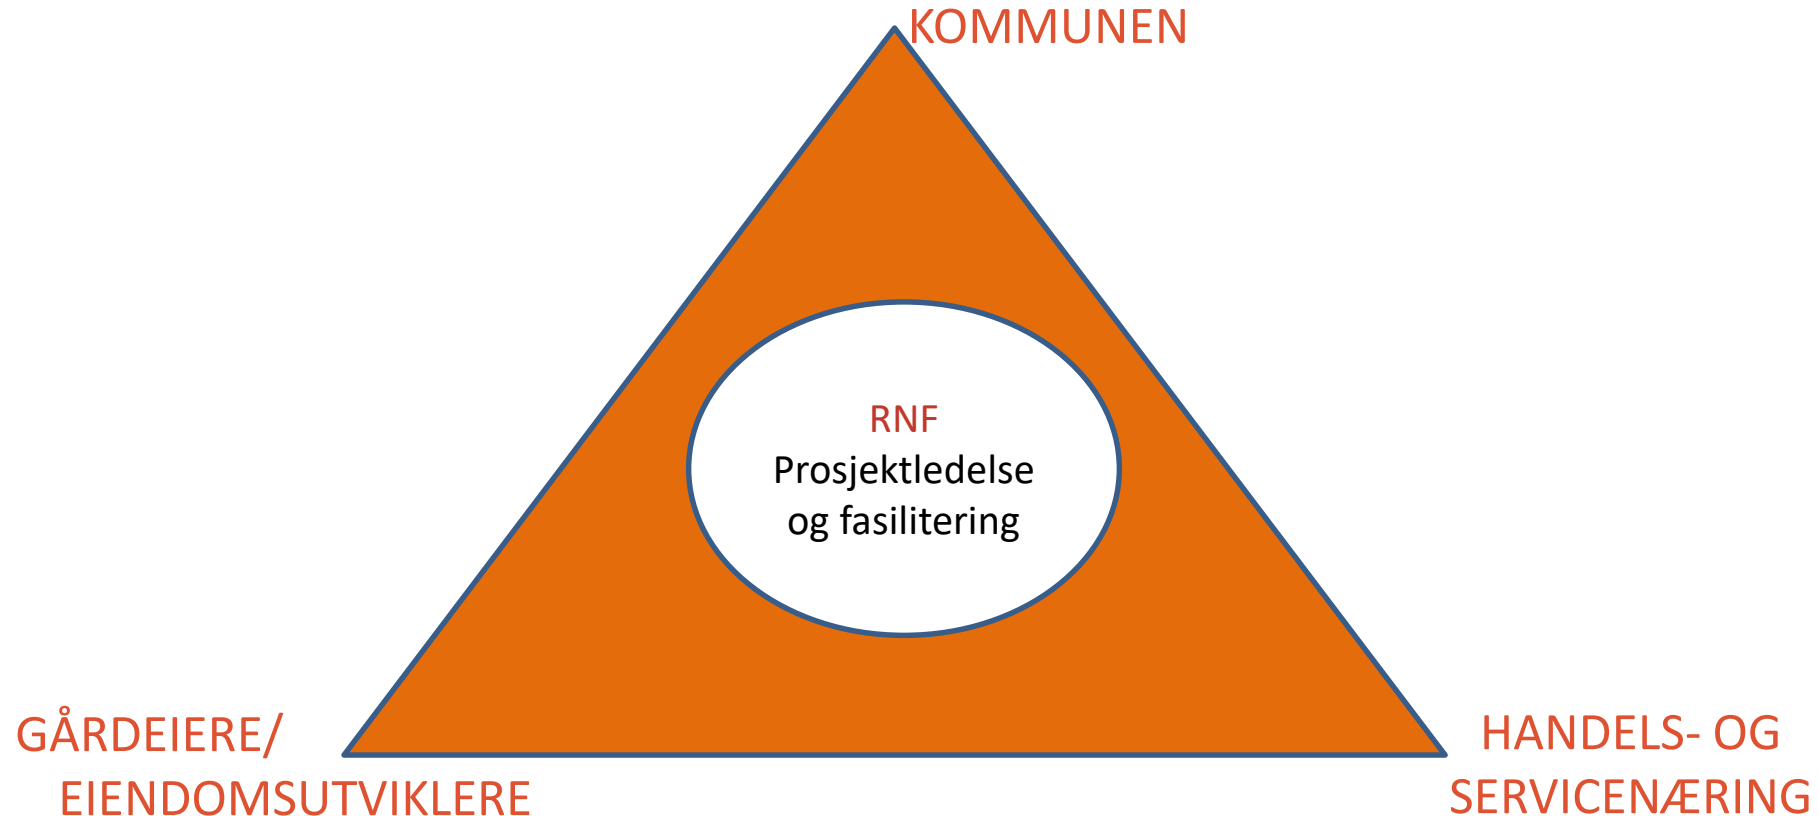 KOMMUNEN
RNF
Prosjektledelse
og fasilitering
GÅRDEIERE/
EIENDOMSUTVIKLERE
HANDELS- OG
SERVICENÆRING